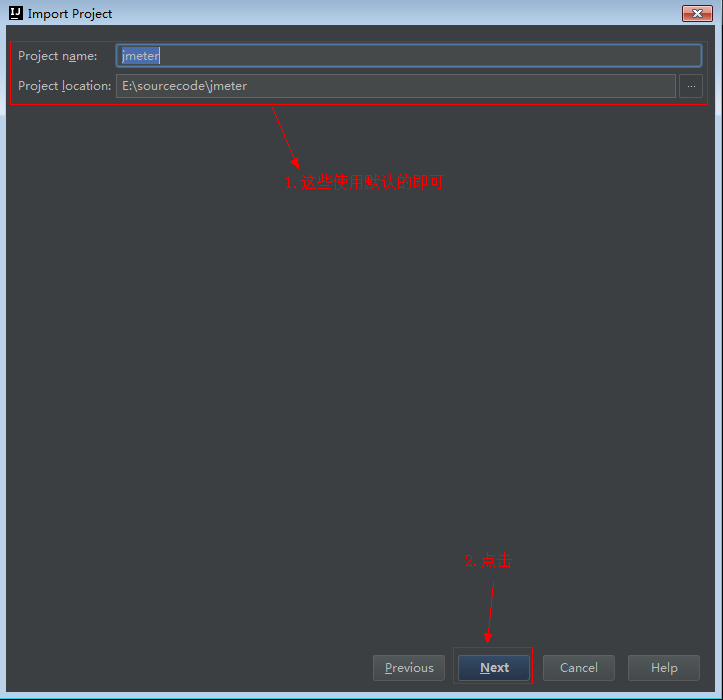 IJ Import Project
Project name: jmeter
Project location: E:\sourcecode\jmeter ...
1. 这些使用默认的即可
2. 点击
Previous Next Cancel Help